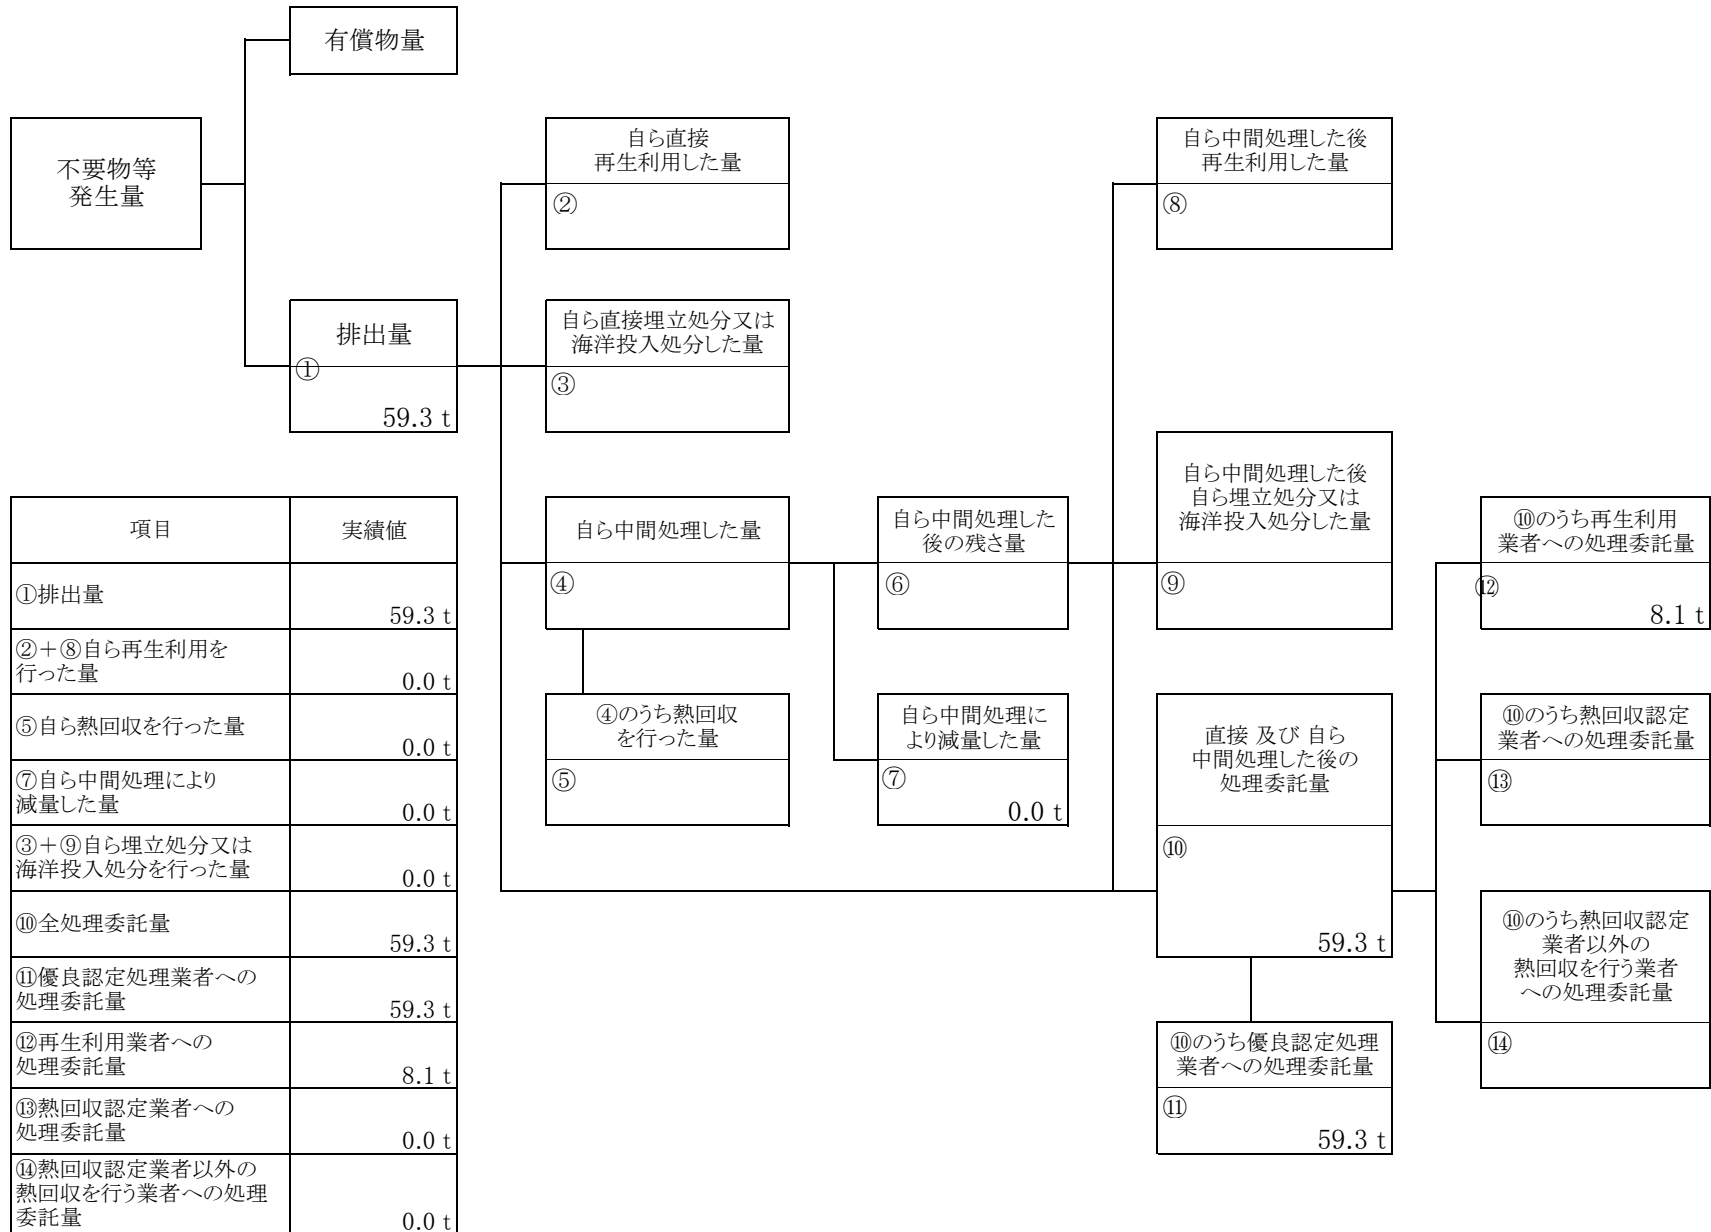 有償物量
不要物等
発生量
自ら直接
再生利用した量
②
自ら中間処理した後
再生利用した量
⑧
排出量
①
59.3 t
自ら直接埋立処分又は
海洋投入処分した量
③
自ら中間処理した量
④
自ら中間処理した
後の残さ量
⑥
自ら中間処理した後
自ら埋立処分又は
海洋投入処分した量
⑨
⑩のうち再生利用
業者への処理委託量
⑫
8.1 t
④のうち熱回収
を行った量
⑤
自ら中間処理に
より減量した量
⑦
0.0 t
直接 及び 自ら
中間処理した後の
処理委託量
⑩
59.3 t
⑩のうち熱回収認定
業者への処理委託量
⑬
⑩のうち熱回収認定
業者以外の
熱回収を行う業者
への処理委託量
⑭
⑩のうち優良認定処理
業者への処理委託量
⑪
59.3 t
項目
実績値
①排出量
59.3 t
②+⑧自ら再生利用を
行った量
0.0 t
⑤自ら熱回収を行った量
0.0 t
⑦自ら中間処理により
減量した量
0.0 t
③+⑨自ら埋立処分又は
海洋投入処分を行った量
0.0 t
⑩全処理委託量
59.3 t
⑪優良認定処理業者への
処理委託量
59.3 t
⑫再生利用業者への
処理委託量
8.1 t
⑬熱回収認定業者への
処理委託量
0.0 t
⑭熱回収認定業者以外の
熱回収を行う業者への処理
委託量
0.0 t